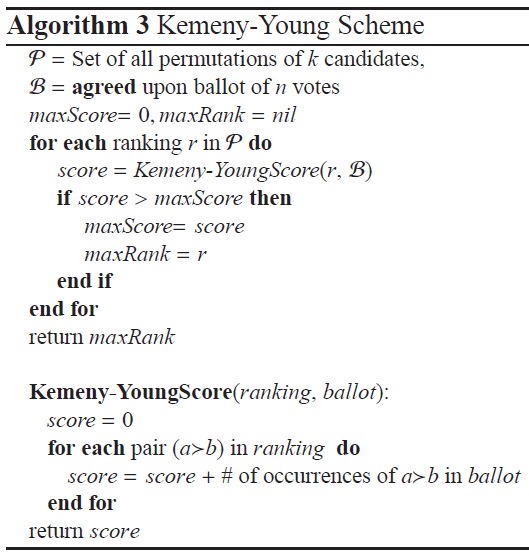 Algorithm 3 Kemeny-Young Scheme
𝒫 = Set of all permutations of k candidates,
ℬ = agreed upon ballot of n votes
maxScore= 0, maxRank = nil
for each ranking r in 𝒫 do
score = Kemeny-YoungScore(r, ℬ)
if score > maxScore then
maxScore= score
maxRank = r
end if
end for
return maxRank
Kemeny-YoungScore(ranking, ballot):
score = 0
for each pair (a≻b) in ranking do
score = score + # of occurrences of a≻b in ballot
end for
return score